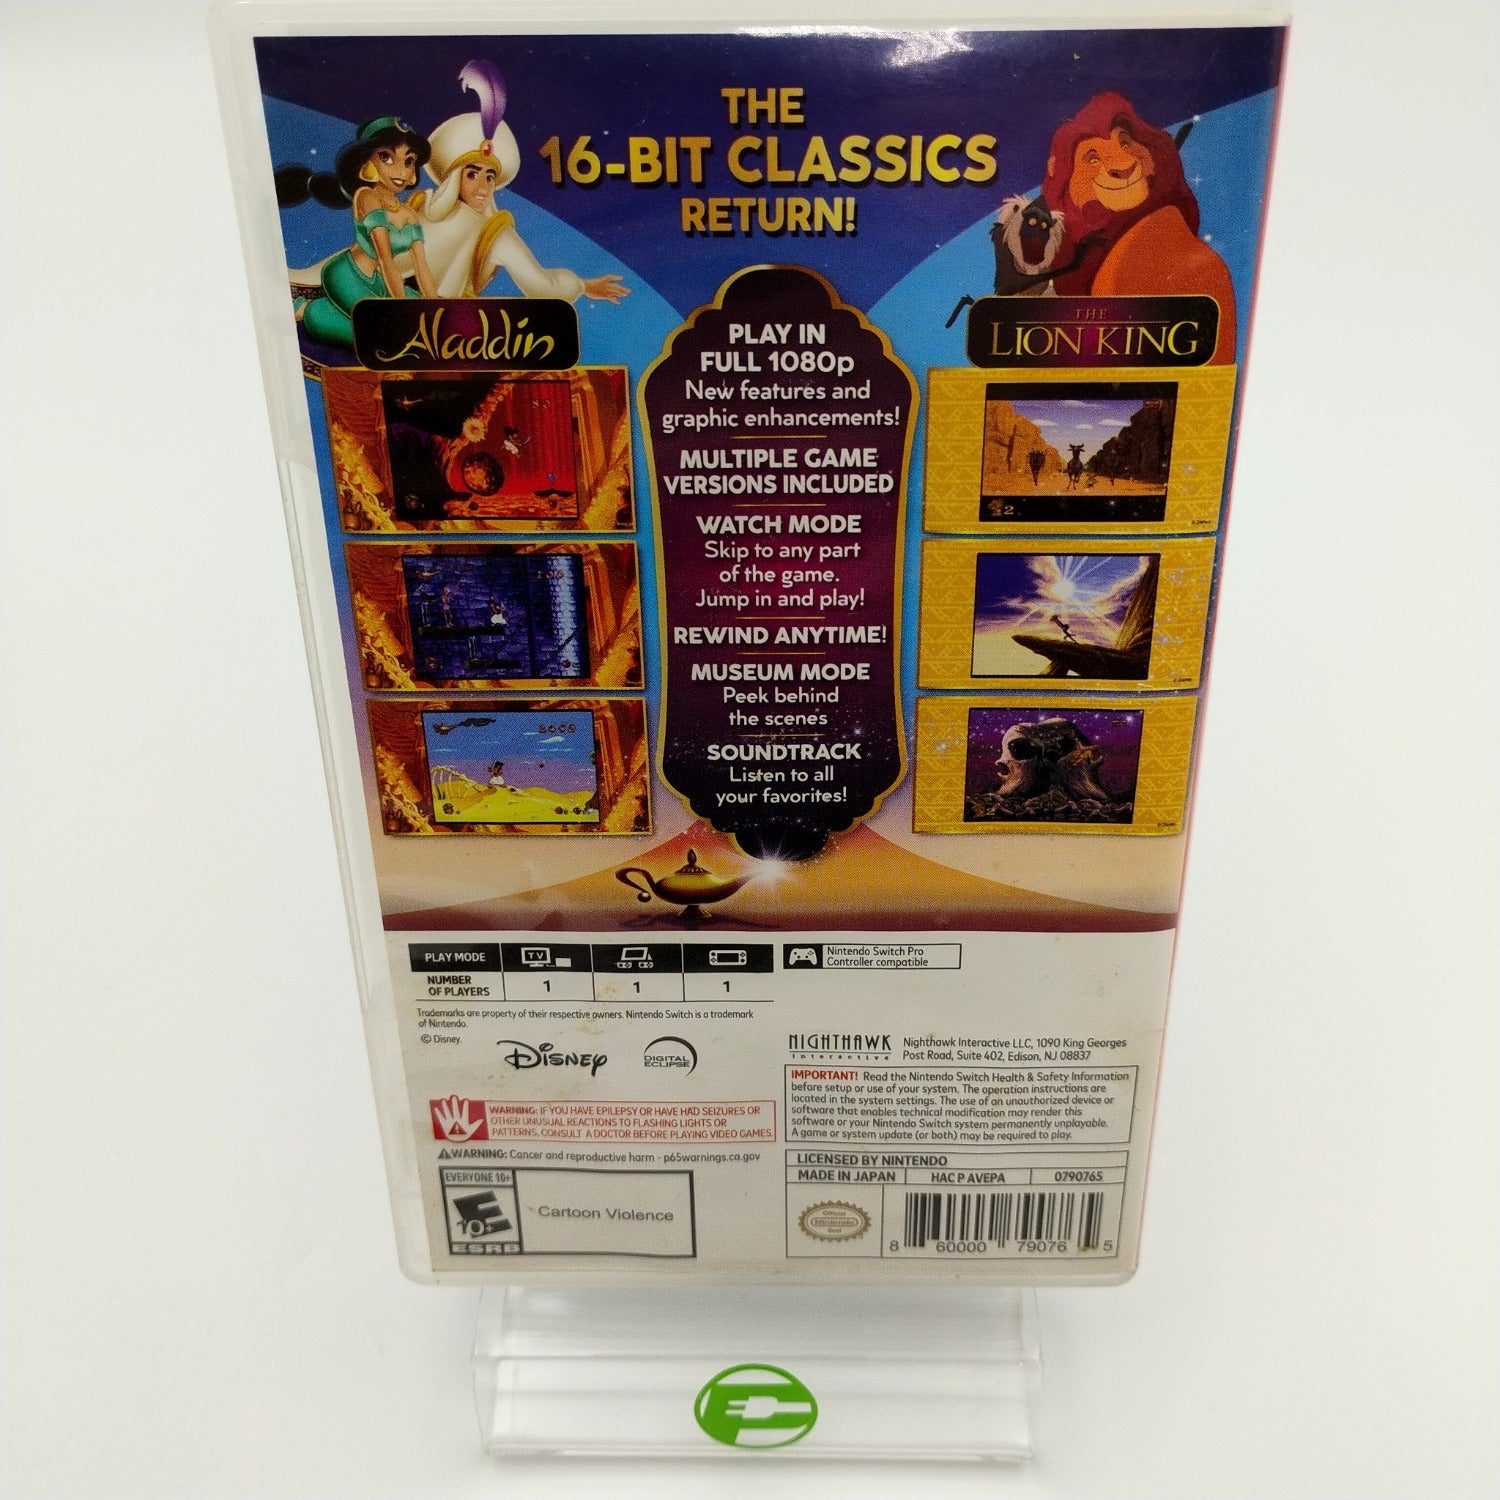 THE
16-BIT CLASSICS
RETURN!
Aladdin
THE
LION KING
PLAY IN
FULL 1080p
New features and
graphic enhancements!
MULTIPLE GAME
VERSIONS INCLUDED
WATCH MODE
Skip to any part
of the game.
Jump in and play!
REWIND ANYTIME!
MUSEUM MODE
Peek behind
the scenes
SOUNDTRACK
Listen to all
your favorites!
PLAY MODE
TV
NUMBER
OF PLAYERS
1 1 1
Nintendo Switch Pro
Controller compatible
Trademarks are property of their respective owners. Nintendo Switch is a trademark
of Nintendo.
© Disney.
Disney
DIGITAL
ECLIPSE
NIGHTHAWK
interactive
Nighthawk Interactive LLC, 1090 King Georges
Post Road, Suite 402, Edison, NJ 08837
WARNING: IF YOU HAVE EPILEPSY OR HAVE HAD SEIZURES OR
OTHER UNUSUAL REACTIONS TO FLASHING LIGHTS OR
PATTERNS, CONSULT A DOCTOR BEFORE PLAYING VIDEO GAMES.
WARNING: Cancer and reproductive harm - p65warnings.ca.gov
EVERYONE 10+
E
10+
ESRB
Cartoon Violence
IMPORTANT! Read the Nintendo Switch Health & Safety Information
before setup or use of your system. The operation instructions are
located in the system settings. The use of an unauthorized device or
software that enables technical modification may render this
software or your Nintendo Switch system permanently unplayable.
A game or system update (or both) may be required to play.
LICENSED BY NINTENDO
MADE IN JAPAN
HAC P AVEPA
0790765
Official
Nintendo
Seal
8 60000 79076 5